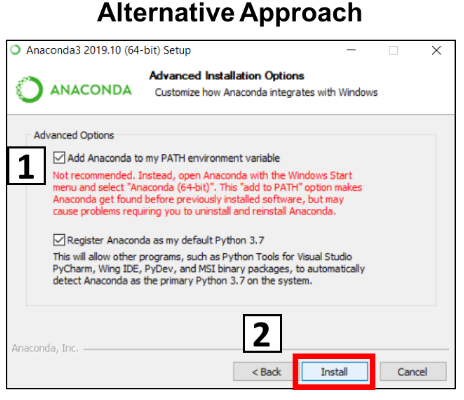 Alternative Approach
Anaconda3 2019.10 (64-bit) Setup
ANACONDA
Advanced Installation Options
Customize how Anaconda integrates with Windows
Advanced Options
1
Add Anaconda to my PATH environment variable
Not recommended. Instead, open Anaconda with the Windows Start
menu and select "Anaconda (64-bit)". This "add to PATH" option makes
Anaconda get found before previously installed software, but may
cause problems requiring you to uninstall and reinstall Anaconda.
Register Anaconda as my default Python 3.7
This will allow other programs, such as Python Tools for Visual Studio
PyCharm, Wing IDE, PyDev, and MSI binary packages, to automatically
detect Anaconda as the primary Python 3.7 on the system.
2
Anaconda, Inc.
< Back
Install
Cancel